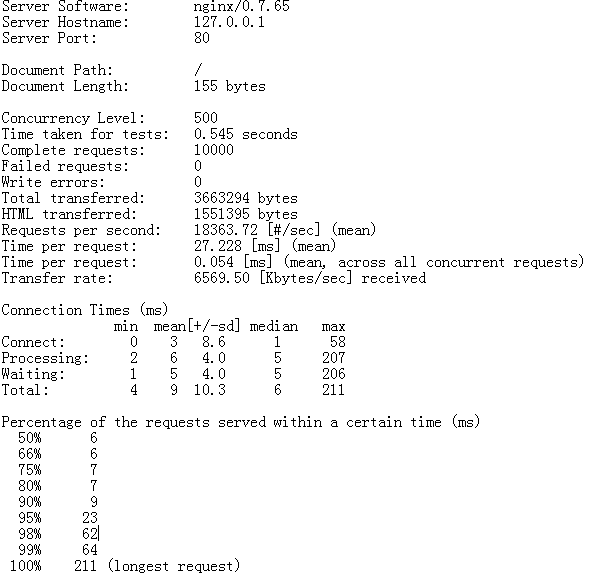 Server Software:        nginx/0.7.65
Server Hostname:        127.0.0.1
Server Port:            80
Document Path:          /
Document Length:        155 bytes
Concurrency Level:      500
Time taken for tests:   0.545 seconds
Complete requests:      10000
Failed requests:        0
Write errors:           0
Total transferred:      3663294 bytes
HTML transferred:       1551395 bytes
Requests per second:    18363.72 [#/sec] (mean)
Time per request:       27.228 [ms] (mean)
Time per request:       0.054 [ms] (mean, across all concurrent requests)
Transfer rate:          6569.50 [Kbytes/sec] received
Connection Times (ms)
              min  mean[+/-sd] median   max
Connect:        0    3   8.6      1      58
Processing:     2    6   4.0      5     207
Waiting:        1    5   4.0      5     206
Total:          4    9  10.3      6     211
Percentage of the requests served within a certain time (ms)
  50%      6
  66%      6
  75%      7
  80%      7
  90%      9
  95%     23
  98%     62
  99%     64
 100%    211 (longest request)